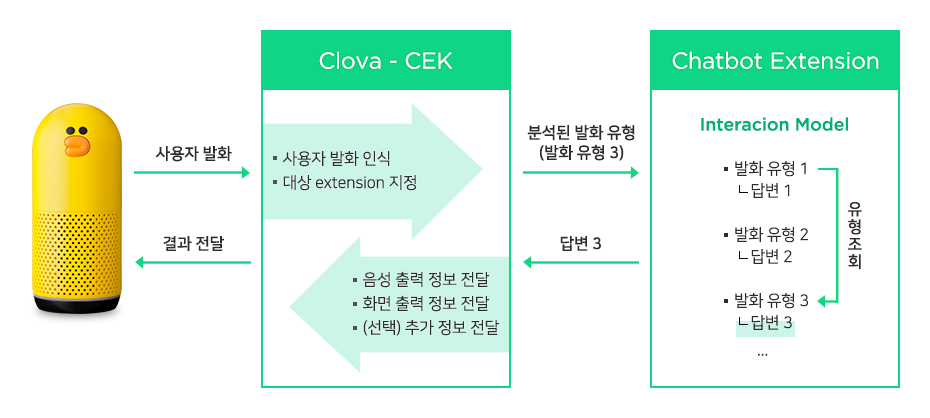 Clova - CEK
Chatbot Extension
사용자 발화
▪ 사용자 발화 인식
▪ 대상 extension 지정
분석된 발화 유형
(발화 유형 3)
결과 전달
▪ 음성 출력 정보 전달
▪ 화면 출력 정보 전달
▪ (선택) 추가 정보 전달
답변 3
Interacion Model
▪ 발화 유형 1
ㄴ답변 1
▪ 발화 유형 2
ㄴ답변 2
▪ 발화 유형 3
ㄴ답변 3
...
유형조회